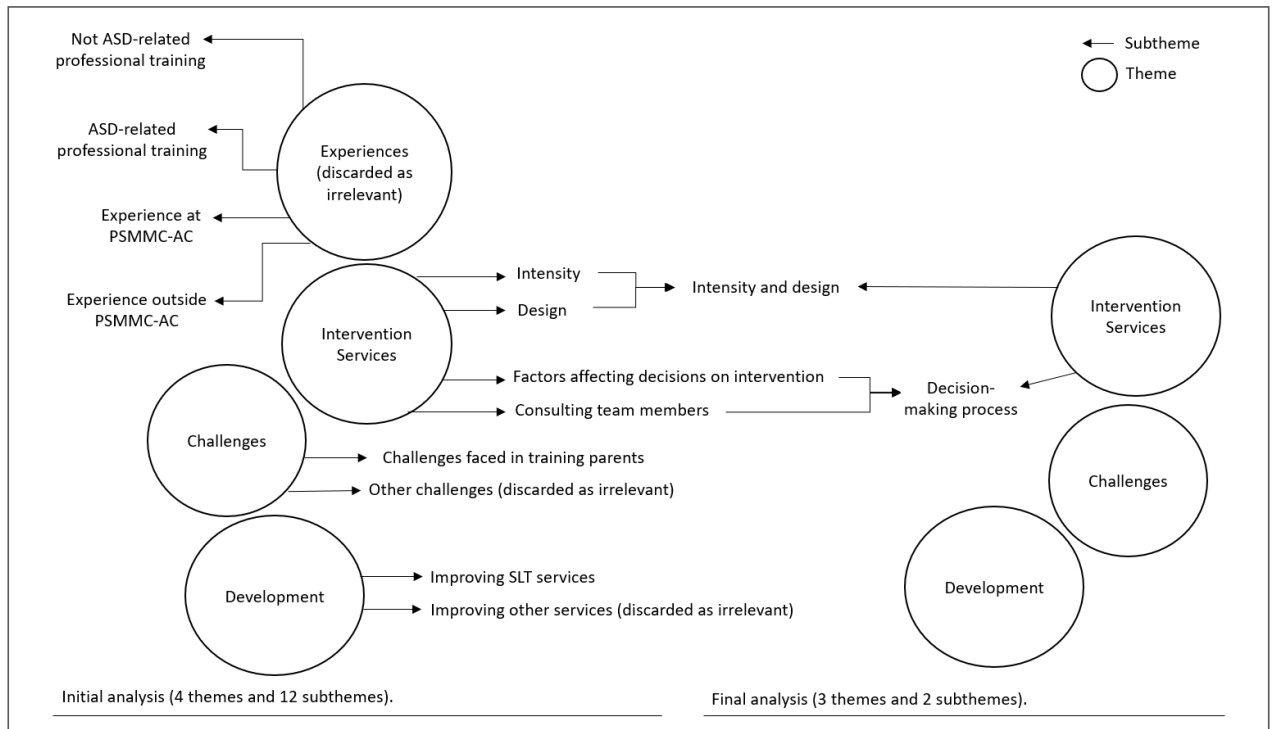 Not ASD-related
professional training
ASD-related
professional training
Experience at
PSMMC-AC
Experience outside
PSMMC-AC
Experiences
(discarded as
irrelevant)
Intervention
Services
Intensity
Design
Intensity and design
Factors affecting decisions on intervention
Consulting team members
Decision-
making process
Challenges
Challenges faced in training parents
Other challenges (discarded as irrelevant)
Development
Improving SLT services
Improving other services (discarded as irrelevant)
Initial analysis (4 themes and 12 subthemes).
Subtheme
Theme
Intervention
Services
Challenges
Development
Final analysis (3 themes and 2 subthemes).